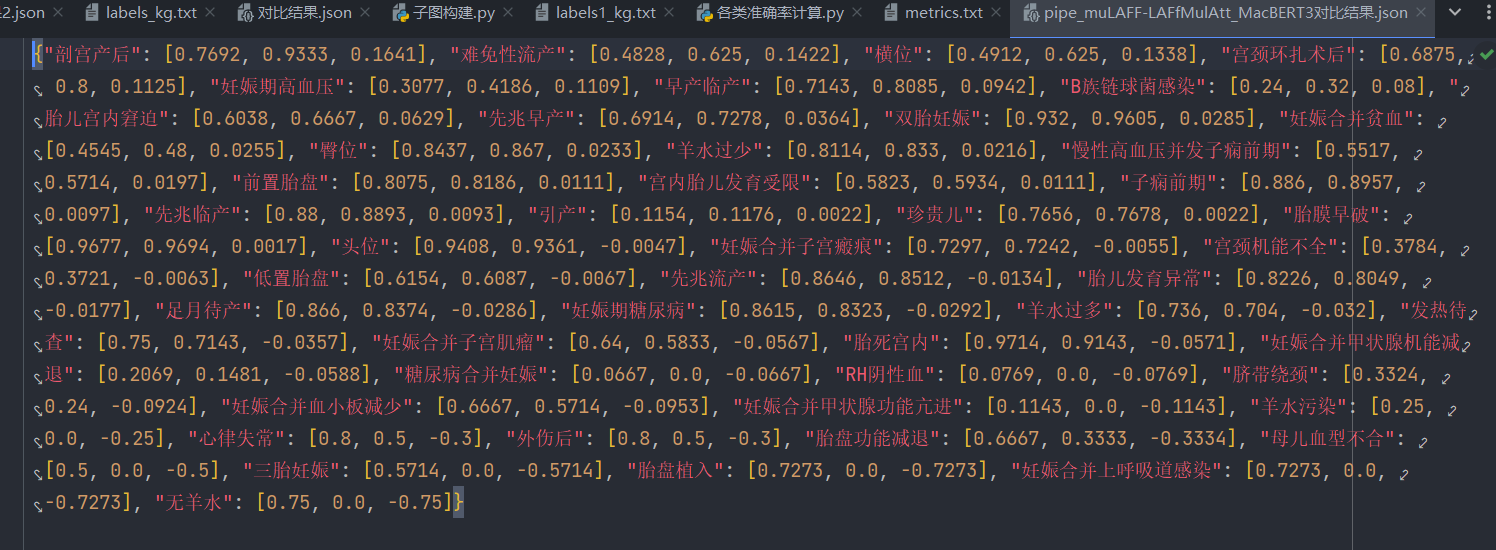 2.json labels_kg.txt 对比结果.json 子图构建.py labels1_kg.txt 各类准确率计算.py metrics.txt pipe_muLAFF-LAFfMulAtt_MacBERT3对比结果.json
{"剖宫产后": [0.7692, 0.9333, 0.1641], "难免性流产": [0.4828, 0.625, 0.1422], "横位": [0.4912, 0.625, 0.1338], "宫颈环扎术后": [0.6875,
0.8, 0.1125], "妊娠期高血压": [0.3077, 0.4186, 0.1109], "早产临产": [0.7143, 0.8085, 0.0942], "B族链球菌感染": [0.24, 0.32, 0.08], "
胎儿宫内窘迫": [0.6038, 0.6667, 0.0629], "先兆早产": [0.6914, 0.7278, 0.0364], "双胎妊娠": [0.932, 0.9605, 0.0285], "妊娠合并贫血":
[0.4545, 0.48, 0.0255], "臀位": [0.8437, 0.867, 0.0233], "羊水过少": [0.8114, 0.833, 0.0216], "慢性高血压并发子痫前期": [0.5517,
0.5714, 0.0197], "前置胎盘": [0.8075, 0.8186, 0.0111], "宫内胎儿发育受限": [0.5823, 0.5934, 0.0111], "子痫前期": [0.886, 0.8957,
0.0097], "先兆临产": [0.88, 0.8893, 0.0093], "引产": [0.1154, 0.1176, 0.0022], "珍贵儿": [0.7656, 0.7678, 0.0022], "胎膜早破":
[0.9677, 0.9694, 0.0017], "头位": [0.9408, 0.9361, -0.0047], "妊娠合并子宫瘢痕": [0.7297, 0.7242, -0.0055], "宫颈机能不全": [0.3784,
0.3721, -0.0063], "低置胎盘": [0.6154, 0.6087, -0.0067], "先兆流产": [0.8646, 0.8512, -0.0134], "胎儿发育异常": [0.8226, 0.8049,
-0.0177], "足月待产": [0.866, 0.8374, -0.0286], "妊娠期糖尿病": [0.8615, 0.8323, -0.0292], "羊水过多": [0.736, 0.704, -0.032], "发热待
查": [0.75, 0.7143, -0.0357], "妊娠合并子宫肌瘤": [0.64, 0.5833, -0.0567], "胎死宫内": [0.9714, 0.9143, -0.0571], "妊娠合并甲状腺机能减
退": [0.2069, 0.1481, -0.0588], "糖尿病合并妊娠": [0.0667, 0.0, -0.0667], "RH阴性血": [0.0769, 0.0, -0.0769], "脐带绕颈": [0.3324,
0.24, -0.0924], "妊娠合并血小板减少": [0.6667, 0.5714, -0.0953], "妊娠合并甲状腺功能亢进": [0.1143, 0.0, -0.1143], "羊水污染": [0.25,
0.0, -0.25], "心律失常": [0.8, 0.5, -0.3], "外伤后": [0.8, 0.5, -0.3], "胎盘功能减退": [0.6667, 0.3333, -0.3334], "母儿血型不合":
[0.5, 0.0, -0.5], "三胎妊娠": [0.5714, 0.0, -0.5714], "胎盘植入": [0.7273, 0.0, -0.7273], "妊娠合并上呼吸道感染": [0.7273, 0.0,
-0.7273], "无羊水": [0.75, 0.0, -0.75]}